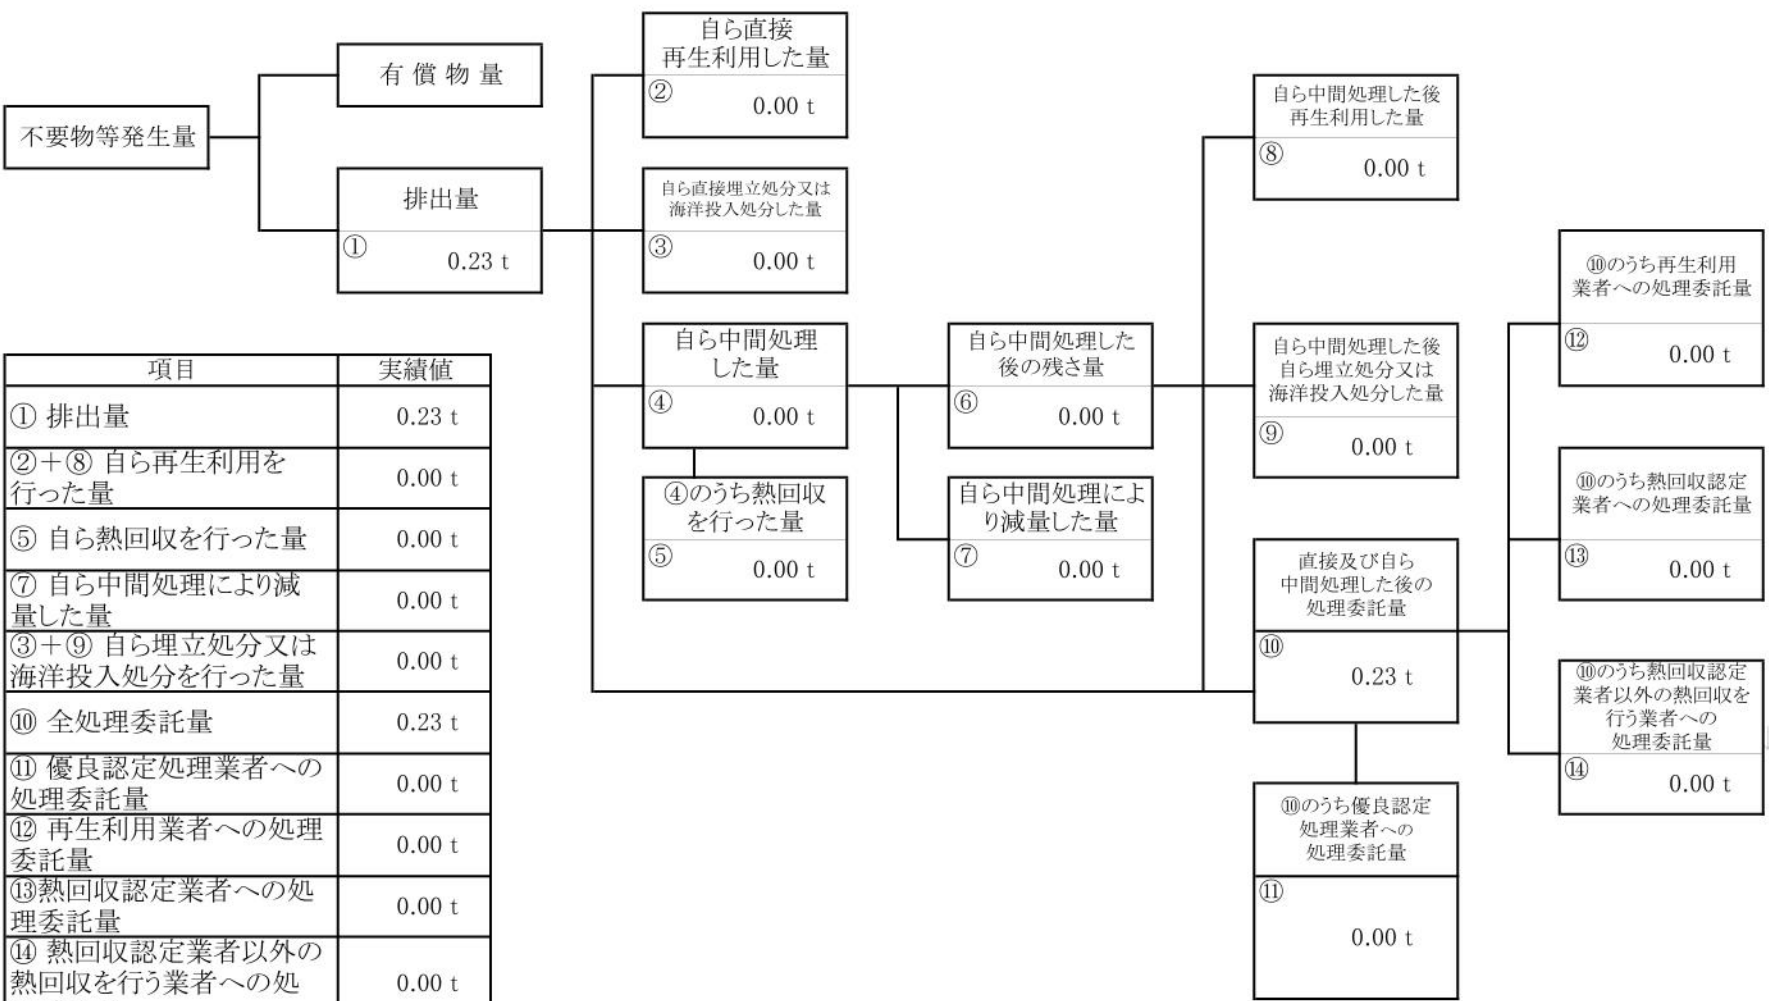 不要物等発生量
有償物量
排出量
①
0.23 t
自ら直接
再生利用した量
②
0.00 t
自ら直接埋立処分又は
海洋投入処分した量
③
0.00 t
自ら中間処理
した量
④
0.00 t
④のうち熱回収
を行った量
⑤
0.00 t
自ら中間処理した
後の残さ量
⑥
0.00 t
自ら中間処理によ
り減量した量
⑦
0.00 t
自ら中間処理した後
再生利用した量
⑧
0.00 t
自ら中間処理した後
自ら埋立処分又は
海洋投入処分した量
⑨
0.00 t
直接及び自ら
中間処理した後の
処理委託量
⑩
0.23 t
⑩のうち優良認定
処理業者への
処理委託量
⑪
0.00 t
⑩のうち再生利用
業者への処理委託量
⑫
0.00 t
⑩のうち熱回収認定
業者への処理委託量
⑬
0.00 t
⑩のうち熱回収認定
業者以外の熱回収を
行う業者への
処理委託量
⑭
0.00 t
項目 実績値
① 排出量 0.23 t
②＋⑧ 自ら再生利用を
行った量 0.00 t
⑤ 自ら熱回収を行った量 0.00 t
⑦ 自ら中間処理により減
量した量 0.00 t
③＋⑨ 自ら埋立処分又は
海洋投入処分を行った量 0.00 t
⑩ 全処理委託量 0.23 t
⑪ 優良認定処理業者への
処理委託量 0.00 t
⑫ 再生利用業者への処理
委託量 0.00 t
⑬熱回収認定業者への処
理委託量 0.00 t
⑭ 熱回収認定業者以外の
熱回収を行う業者への処 0.00 t